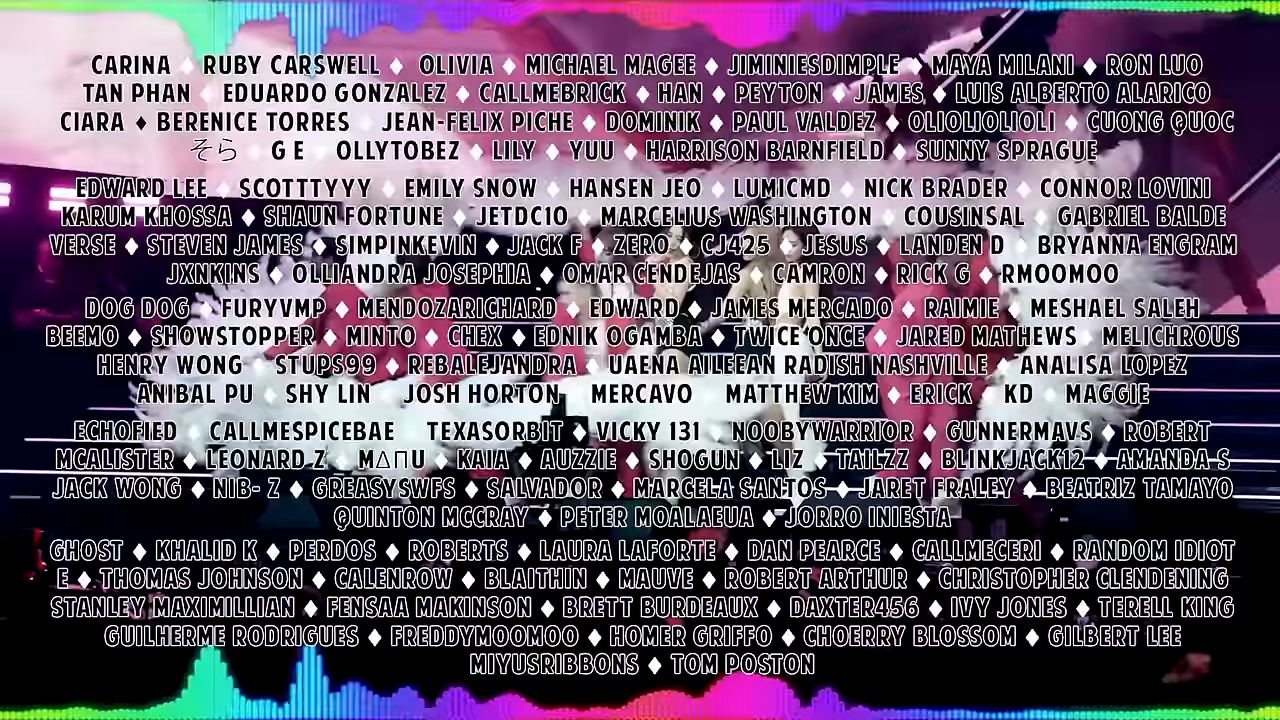 CARINA ♦ RUBY CARSWELL ♦ OLIVIA ♦ MICHAEL MAGEE ♦ JIMINIESDIMPLE ♦ MAYA MILANI ♦ RON LUO
TAN PHAN ♦ EDUARDO GONZALEZ ♦ CALLMEBRICK ♦ HAN ♦ PEYTON ♦ JAMES ♦ LUIS ALBERTO ALARICO
CIARA ♦ BERENICE TORRES ♦ JEAN-FELIX PICHE ♦ DOMINIK ♦ PAUL VALDEZ ♦ OLIOLIOLIOLI ♦ CUONG QUOC
そら ♦ G E ♦ OLLYTOBEZ ♦ LILY ♦ YUU ♦ HARRISON BARNFIELD ♦ SUNNY SPRAGUE
EDWARD LEE ♦ SCOTTTYYY ♦ EMILY SNOW ♦ HANSEN JEO ♦ LUMICMD ♦ NICK BRADER ♦ CONNOR LOVINI
KARUM KHOSSA ♦ SHAUN FORTUNE ♦ JETDC10 ♦ MARCELIUS WASHINGTON ♦ COUSINSAL ♦ GABRIEL BALDE
VERSE ♦ STEVEN JAMES ♦ SIMPINKEVIN ♦ JACK F ♦ ZERO ♦ CJ425 ♦ JESUS ♦ LANDEN D ♦ BRYANNA ENGRAM
JXNKINS ♦ OLLIANDRA JOSEPHIA ♦ OMAR CENDEJAS ♦ CAMRON ♦ RICK G ♦ RMOOMOO
DOG DOG ♦ FURYVMP ♦ MENDOZARICHARD ♦ EDWARD ♦ JAMES MERCADO ♦ RAIMIE ♦ MESHAEL SALEH
BEEMO ♦ SHOWSTOPPER ♦ MINTO ♦ CHEX ♦ EDNIK OGAMBA ♦ TWICE ONCE ♦ JARED MATHEWS ♦ MELICHROUS
HENRY WONG ♦ STUPS99 ♦ REBALEJANDRA ♦ UAENA AILEEAN RADISH NASHVILLE ♦ ANALISA LOPEZ
ANIBAL PU ♦ SHY LIN ♦ JOSH HORTON ♦ MERCAVO ♦ MATTHEW KIM ♦ ERICK ♦ KD ♦ MAGGIE
ECHOFIED ♦ CALLMESPICEBAE ♦ TEXASORBIT ♦ VICKY 131 ♦ NOOBYWARRIOR ♦ GUNNERMAVS ♦ ROBERT
MCALISTER ♦ LEONARD Z ♦ M∆ΠU ♦ KAIA ♦ AUZZIE ♦ SHOGUN ♦ LIZ ♦ TAILZZ ♦ BLINKJACK12 ♦ AMANDA S
JACK WONG ♦ NIB- Z ♦ GREASYSWFS ♦ SALVADOR ♦ MARCELA SANTOS ♦ JARET FRALEY ♦ BEATRIZ TAMAYO
QUINTON MCCRAY ♦ PETER MOALAEUA ♦ JORRO INIESTA
GHOST ♦ KHALID K ♦ PERDOS ♦ ROBERTS ♦ LAURA LAFORTE ♦ DAN PEARCE ♦ CALLMECERI ♦ RANDOM IDIOT
E ♦ THOMAS JOHNSON ♦ CALENROW ♦ BLAITHIN ♦ MAUVE ♦ ROBERT ARTHUR ♦ CHRISTOPHER CLENDENING
STANLEY MAXIMILLIAN ♦ FENSAA MAKINSON ♦ BRETT BURDEAUX ♦ DAXTER456 ♦ IVY JONES ♦ TERELL KING
GUILHERME RODRIGUES ♦ FREDDYMOOMOO ♦ HOMER GRIFFO ♦ CHOERRY BLOSSOM ♦ GILBERT LEE
MIYUSRIBBONS ♦ TOM POSTON